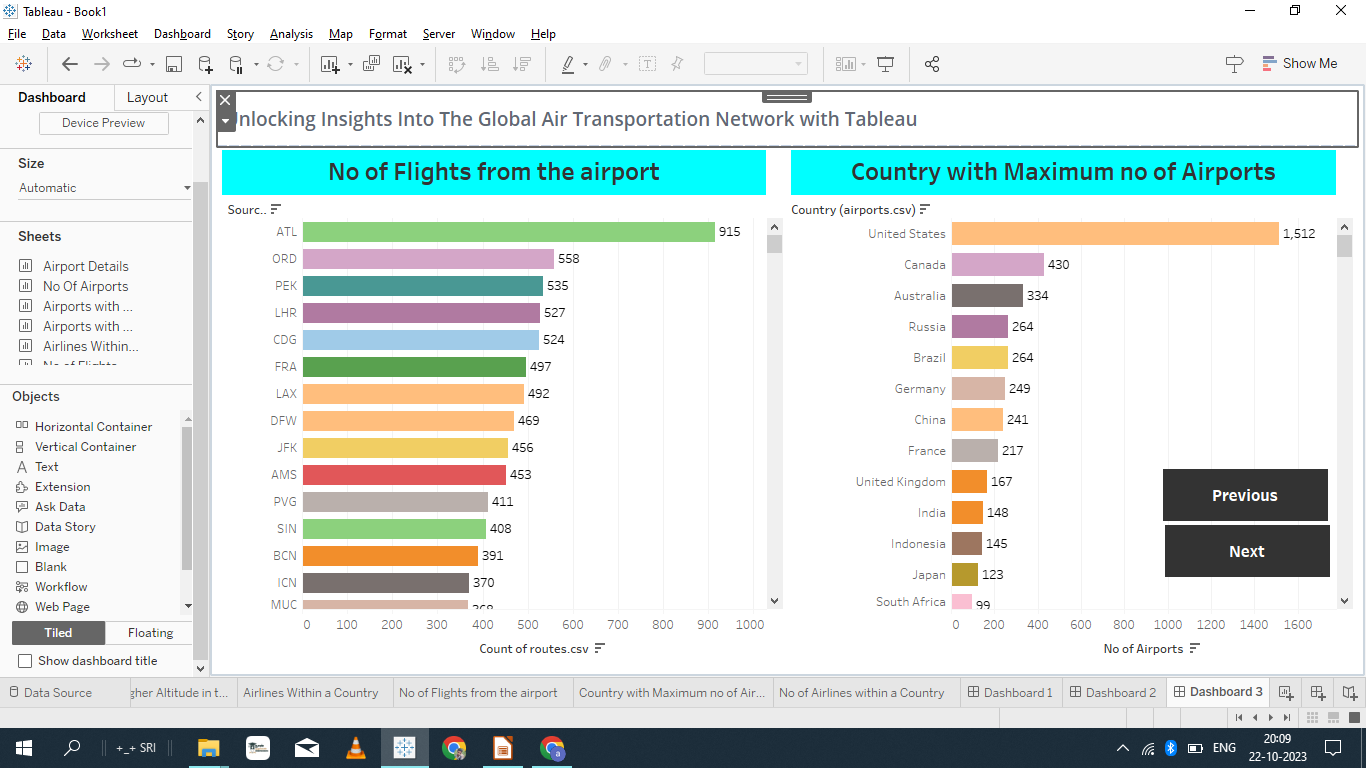 Tableau - Book1
File Data Worksheet Dashboard Story Analysis Map Format Server Window Help
Show Me
Dashboard Layout
Device Preview
Size
Automatic
Sheets
Airport Details
No Of Airports
Airports with ...
Airports with ...
Airlines Within...
No of Flights
Objects
Horizontal Container
Vertical Container
Text
Extension
Ask Data
Data Story
Image
Blank
Workflow
Web Page
Tiled Floating
Show dashboard title
nlocking Insights Into The Global Air Transportation Network with Tableau
No of Flights from the airport
Sourc..
ATL 915
ORD 558
PEK 535
LHR 527
CDG 524
FRA 497
LAX 492
DFW 469
JFK 456
AMS 453
PVG 411
SIN 408
BCN 391
ICN 370
MUC 368
0 100 200 300 400 500 600 700 800 900 1000
Count of routes.csv
Country with Maximum no of Airports
Country (airports.csv)
United States 1,512
Canada 430
Australia 334
Russia 264
Brazil 264
Germany 249
China 241
France 217
United Kingdom 167
India 148
Indonesia 145
Japan 123
South Africa 99
0 200 400 600 800 1000 1200 1400 1600
No of Airports
Previous
Next
Data Source gher Altitude in t... Airlines Within a Country No of Flights from the airport Country with Maximum no of Air... No of Airlines within a Country Dashboard 1 Dashboard 2 Dashboard 3
+_+ SRI
ENG
20:09
22-10-2023